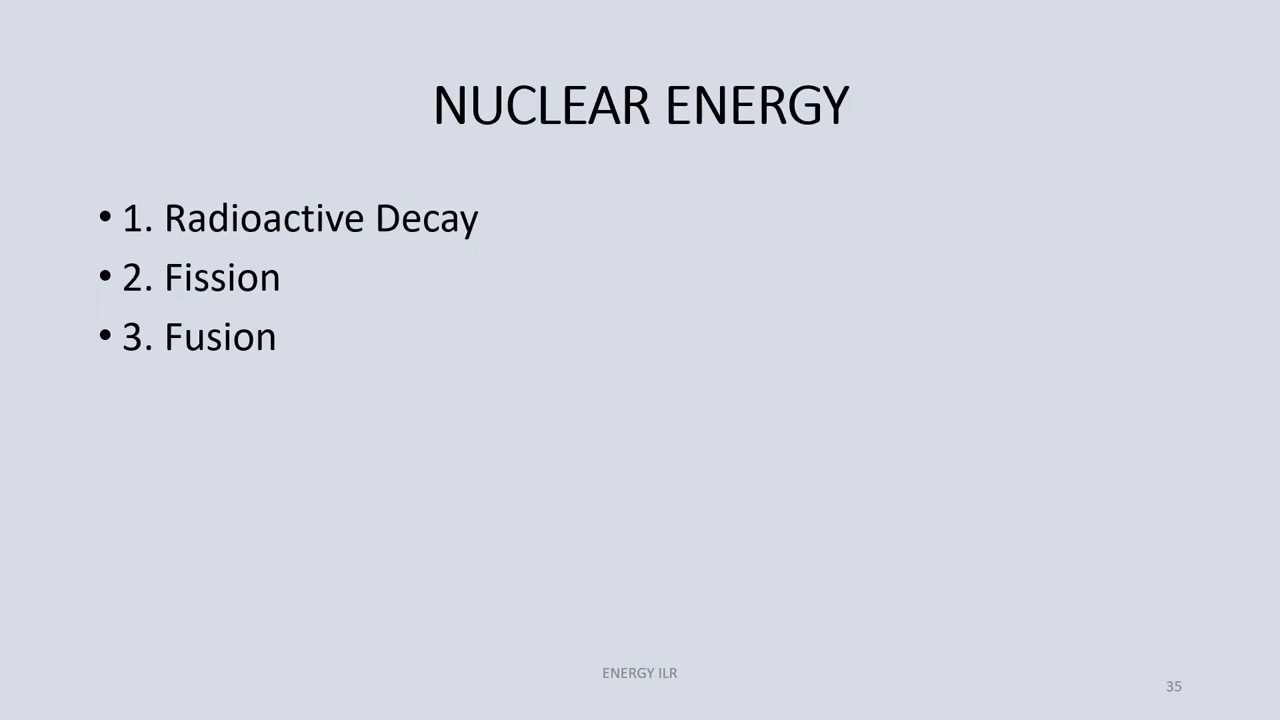 NUCLEAR ENERGY
• 1. Radioactive Decay
• 2. Fission
• 3. Fusion
ENERGY ILR
35